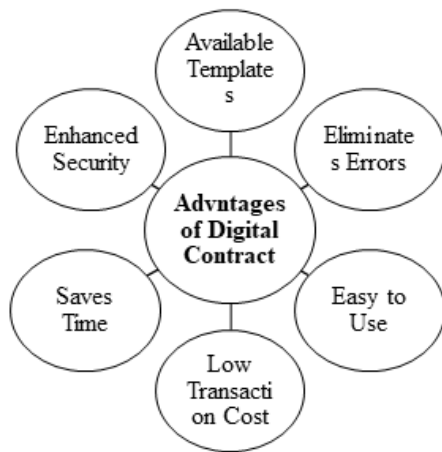 Available
Template
s
Enhanced
Security
Eliminate
s Errors
Advntages
of Digital
Contract
Saves
Time
Easy to
Use
Low
Transacti
on Cost